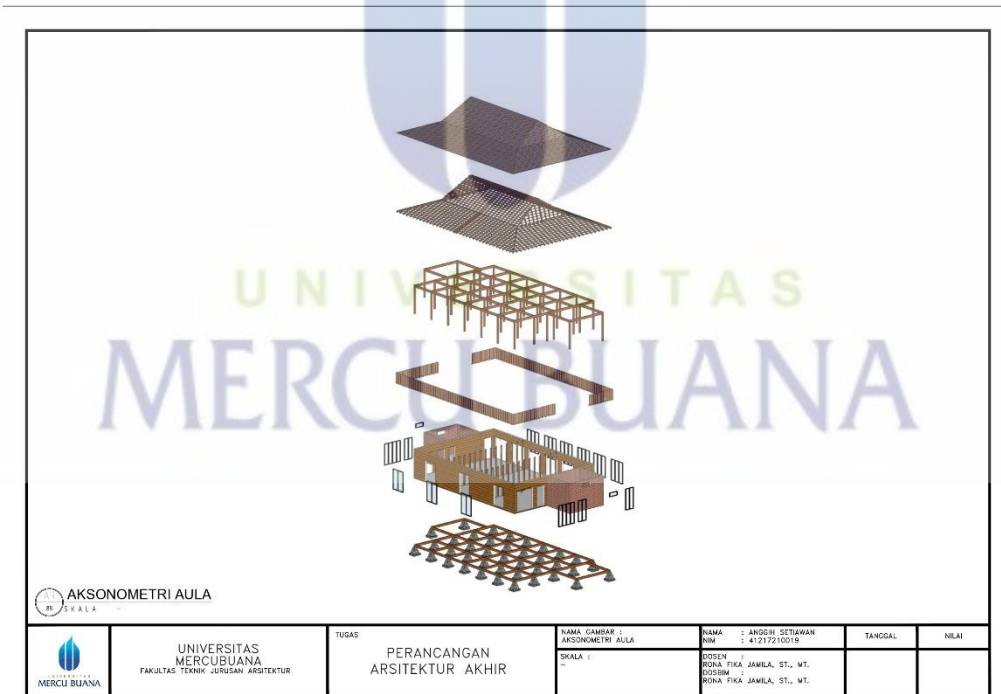 UNIVERSITAS
MERCU BUANA
AKSONOMETRI AULA
SKALA –
MERCU BUANA
UNIVERSITAS
MERCUBUANA
FAKULTAS TEKNIK JURUSAN ARSITEKTUR
TUGAS
PERANCANGAN
ARSITEKTUR AKHIR
NAMA GAMBAR :
AKSONOMETRI AULA
SKALA :
–
NAMA : ANGGIH SETIAWAN
NIM : 41217210019
DOSEN :
RONA FIKA JAMILA, ST., MT.
DOSBIM :
RONA FIKA JAMILA, ST., MT.
TANGGAL
NILAI